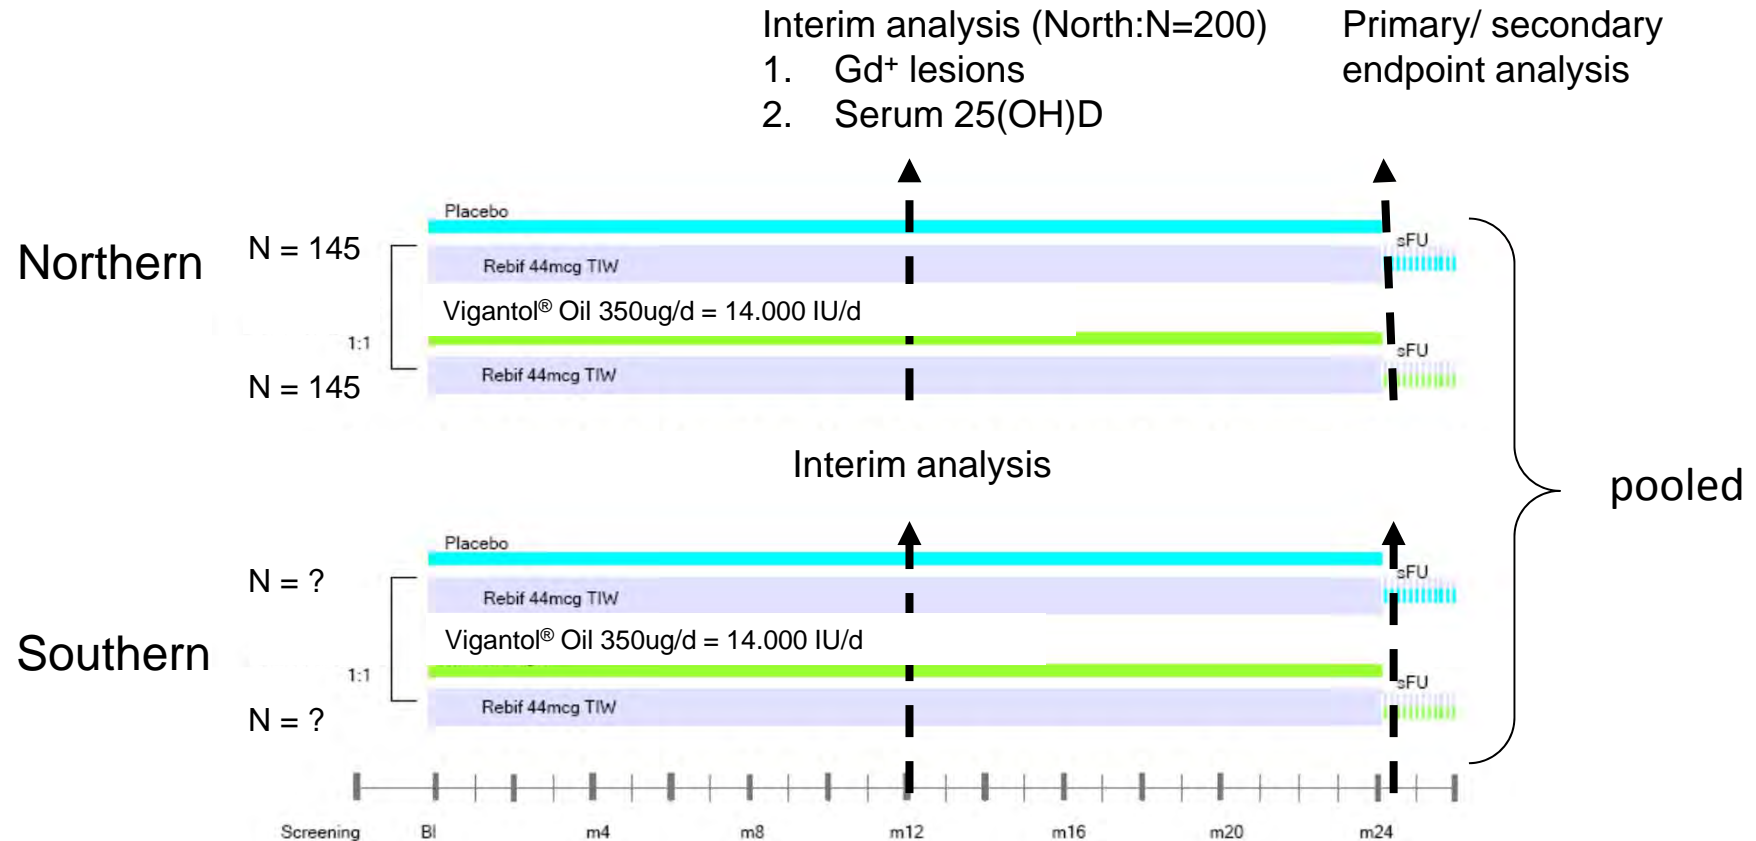 Interim analysis (North:N=200)
1. Gd⁺ lesions
2. Serum 25(OH)D
Primary/ secondary
endpoint analysis
Northern
N = 145
Placebo
Rebif 44mcg TIW
sFU
Vigantol® Oil 350ug/d = 14.000 IU/d
1:1
N = 145
Rebif 44mcg TIW
sFU
Interim analysis
pooled
Southern
N = ?
Placebo
Rebif 44mcg TIW
sFU
Vigantol® Oil 350ug/d = 14.000 IU/d
1:1
N = ?
Rebif 44mcg TIW
sFU
Screening Bl m4 m8 m12 m16 m20 m24